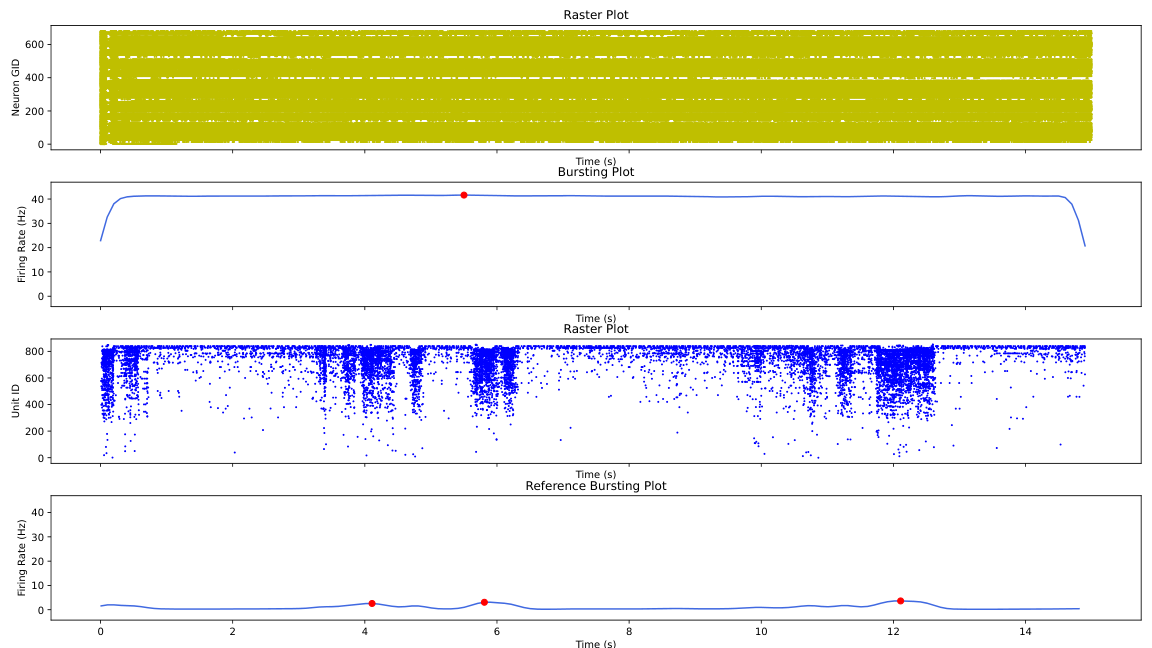 Raster Plot
Neuron GID
600
400
200
0
Time (s)
Bursting Plot
Firing Rate (Hz)
40
30
20
10
0
Time (s)
Raster Plot
Unit ID
800
600
400
200
0
Time (s)
Reference Bursting Plot
Firing Rate (Hz)
40
30
20
10
0
0 2 4 6 8 10 12 14
Time (s)